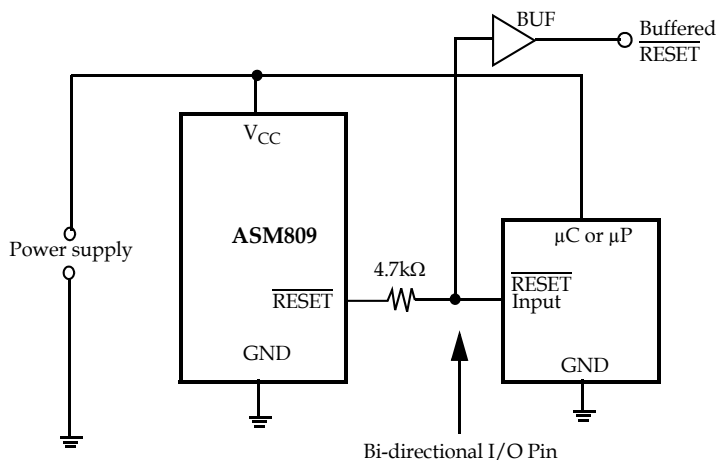 BUF
Buffered
RESET
VCC
Power supply
ASM809
µC or µP
4.7kΩ
RESET
RESET
Input
GND
GND
Bi-directional I/O Pin